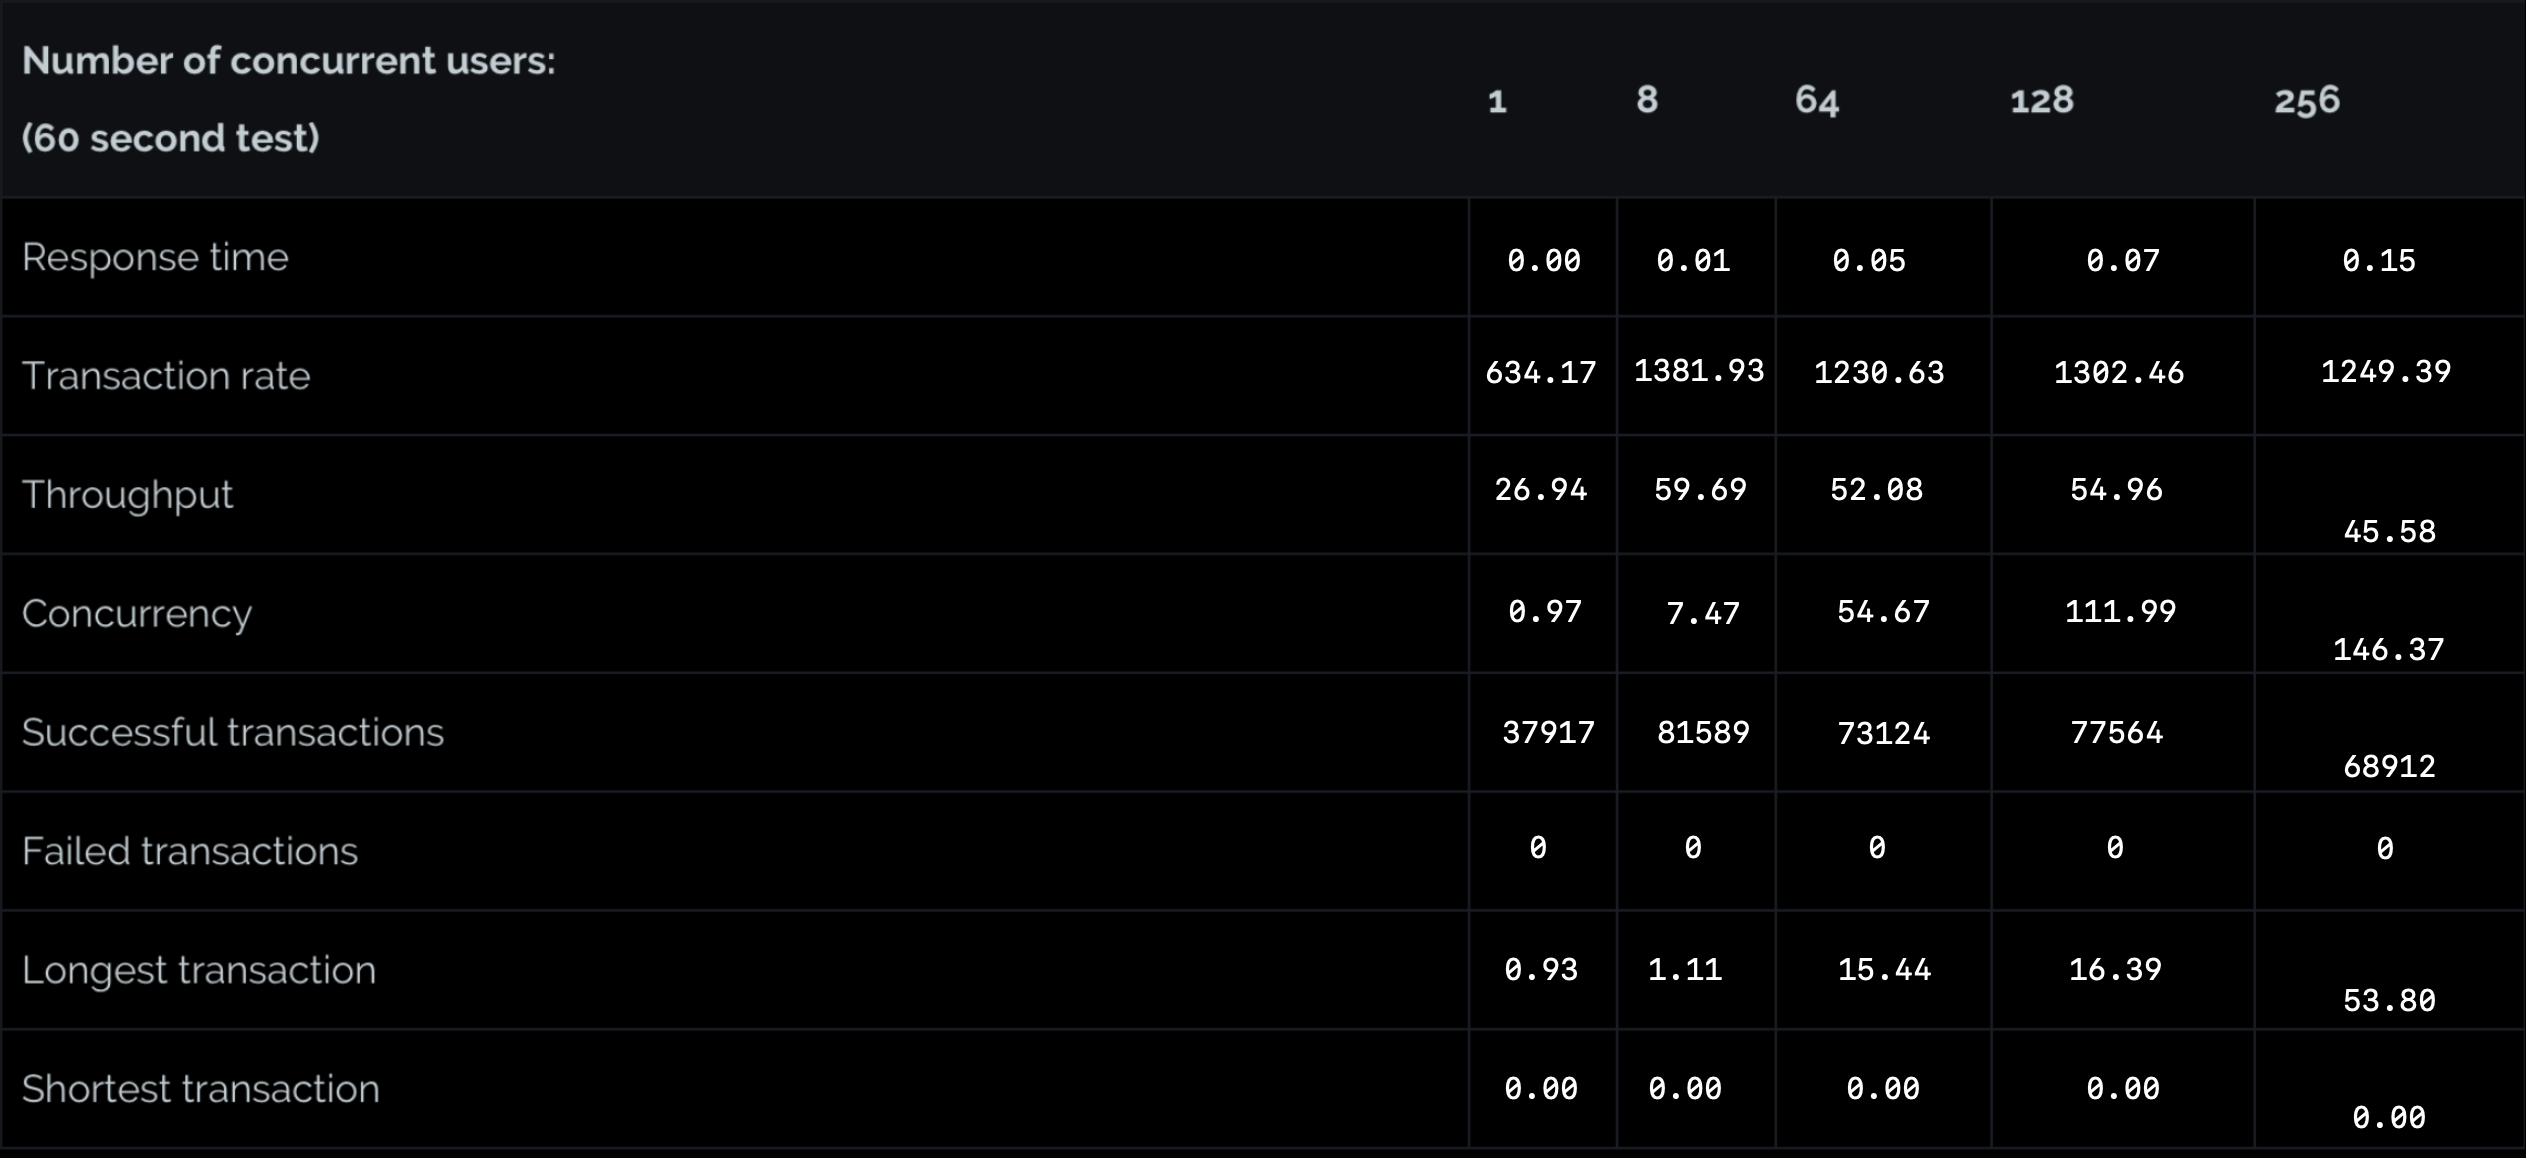 Number of concurrent users:
(60 second test)
1 8 64 128 256
Response time 0.00 0.01 0.05 0.07 0.15
Transaction rate 634.17 1381.93 1230.63 1302.46 1249.39
Throughput 26.94 59.69 52.08 54.96 45.58
Concurrency 0.97 7.47 54.67 111.99 146.37
Successful transactions 37917 81589 73124 77564 68912
Failed transactions 0 0 0 0 0
Longest transaction 0.93 1.11 15.44 16.39 53.80
Shortest transaction 0.00 0.00 0.00 0.00 0.00